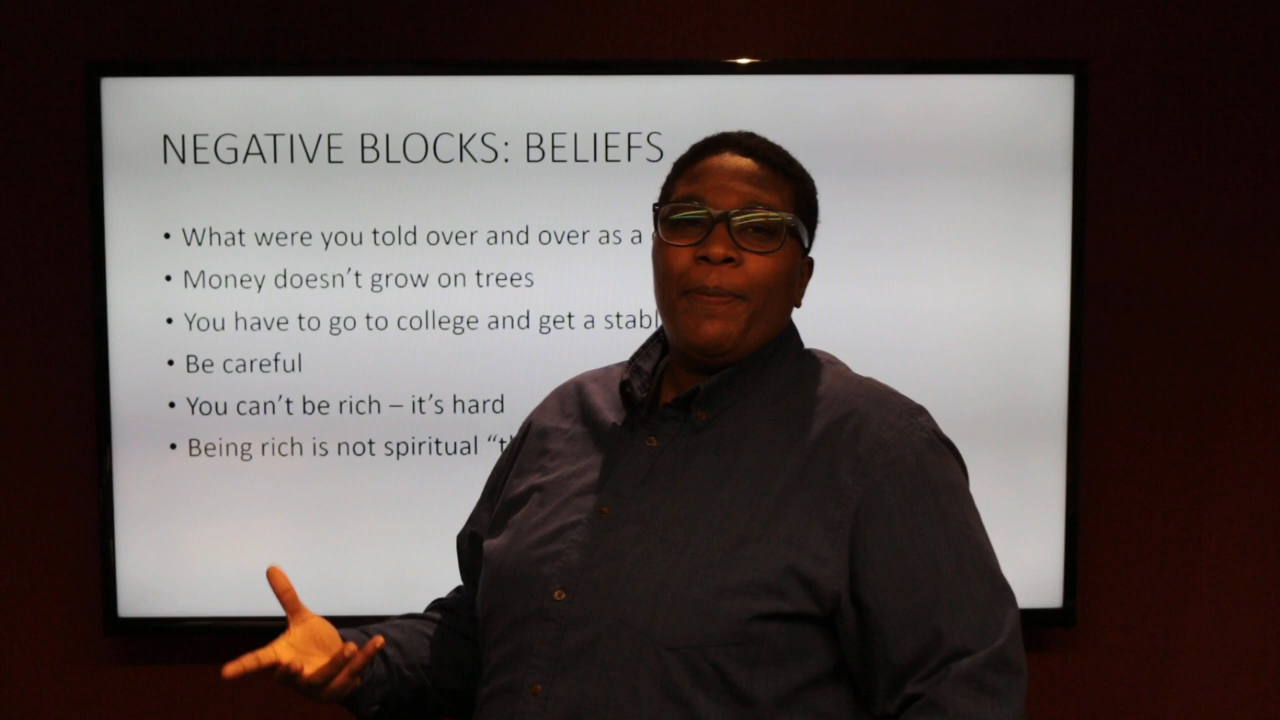 NEGATIVE BLOCKS: BELIEFS
• What were you told over and over as a
• Money doesn't grow on trees
• You have to go to college and get a
• Be careful
• You can't be rich – it's hard
• Being rich is not spiritual